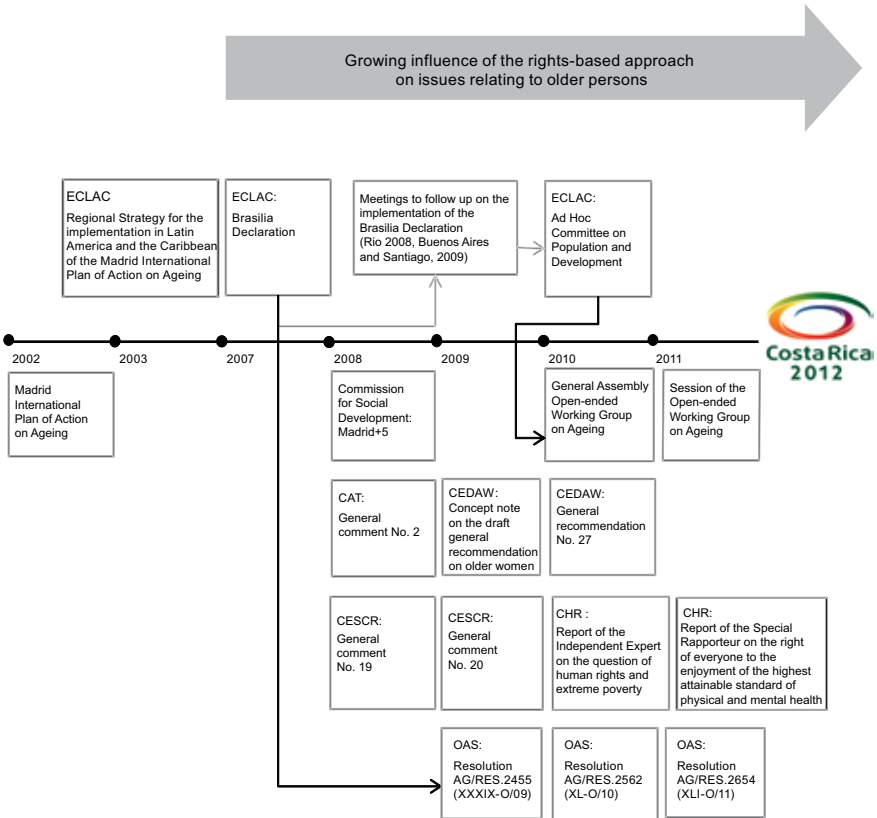 Growing influence of the rights-based approach
on issues relating to older persons
ECLAC
Regional Strategy for the
implementation in Latin
America and the Caribbean
of the Madrid International
Plan of Action on Ageing
ECLAC:
Brasilia
Declaration
Meetings to follow up on the
implementation of the
Brasilia Declaration
(Rio 2008, Buenos Aires
and Santiago, 2009)
ECLAC:
Ad Hoc
Committee on
Population and
Development
2002
2003
2007
2008
2009
2010
2011
Costa Rica
2012
Madrid
International
Plan of Action
on Ageing
Commission
for Social
Development:
Madrid+5
General Assembly
Open-ended
Working Group
on Ageing
Session of the
Open-ended
Working Group
on Ageing
CAT:
General
comment No. 2
CEDAW:
Concept note
on the draft
general
recommendation
on older women
CEDAW:
General
recommendation
No. 27
CESCR:
General
comment
No. 19
CESCR:
General
comment
No. 20
CHR :
Report of the
Independent Expert
on the question of
human rights and
extreme poverty
CHR:
Report of the Special
Rapporteur on the right
of everyone to the
enjoyment of the highest
attainable standard of
physical and mental health
OAS:
Resolution
AG/RES.2455
(XXXIX-O/09)
OAS:
Resolution
AG/RES.2562
(XL-O/10)
OAS:
Resolution
AG/RES.2654
(XLI-O/11)